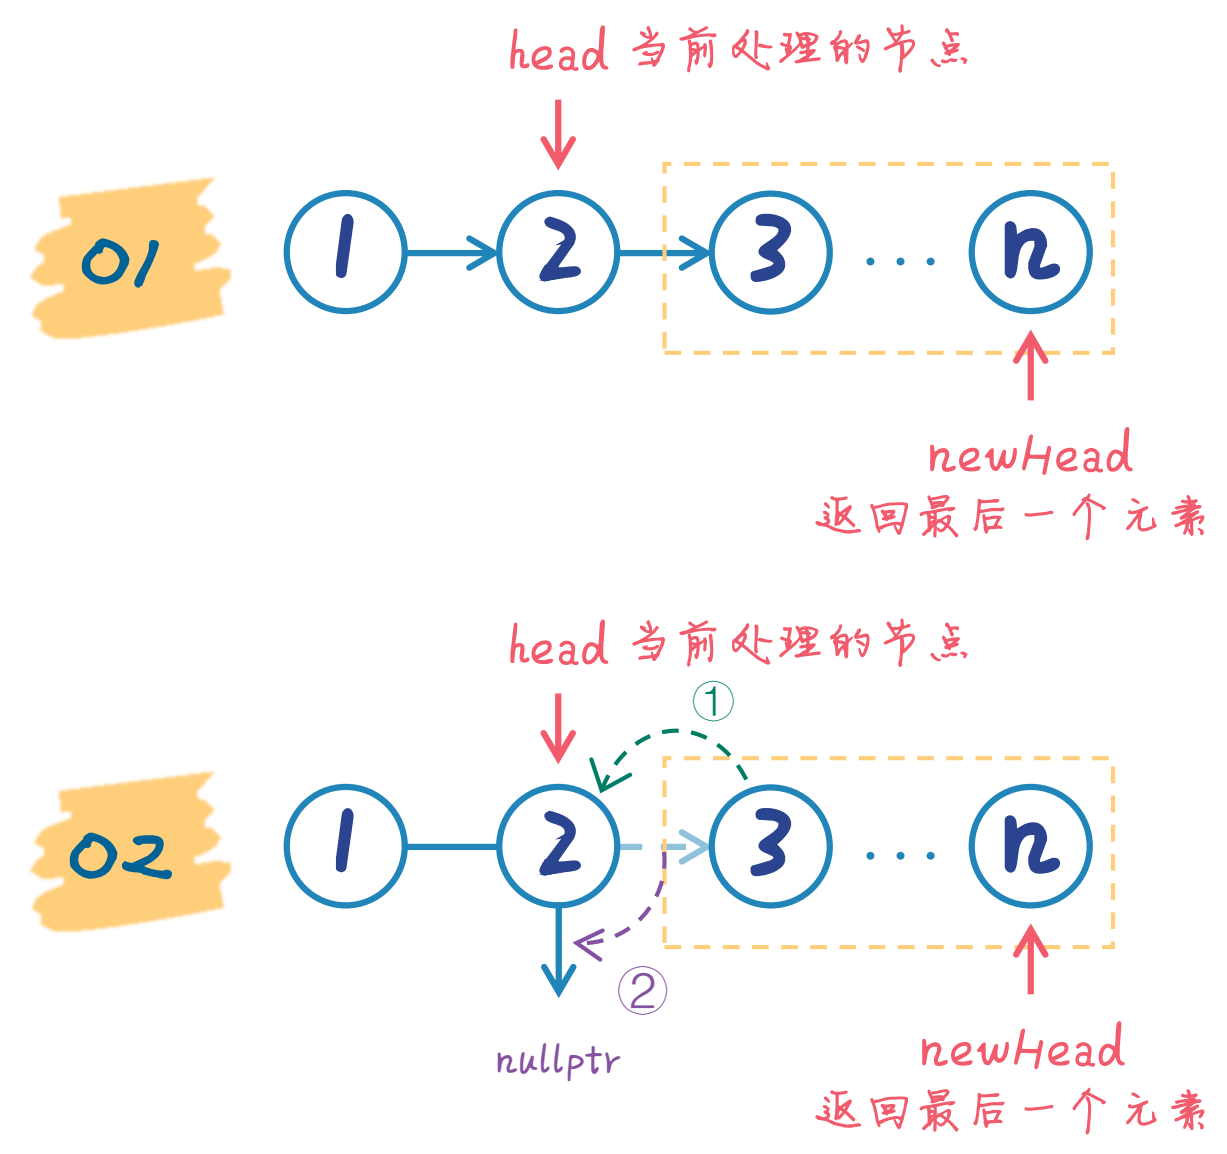 head 当前处理的节点
01
1 2 3 ... n
newHead
返回最后一个元素
head 当前处理的节点
①
02
1 2 3 ... n
②
nullptr
newHead
返回最后一个元素